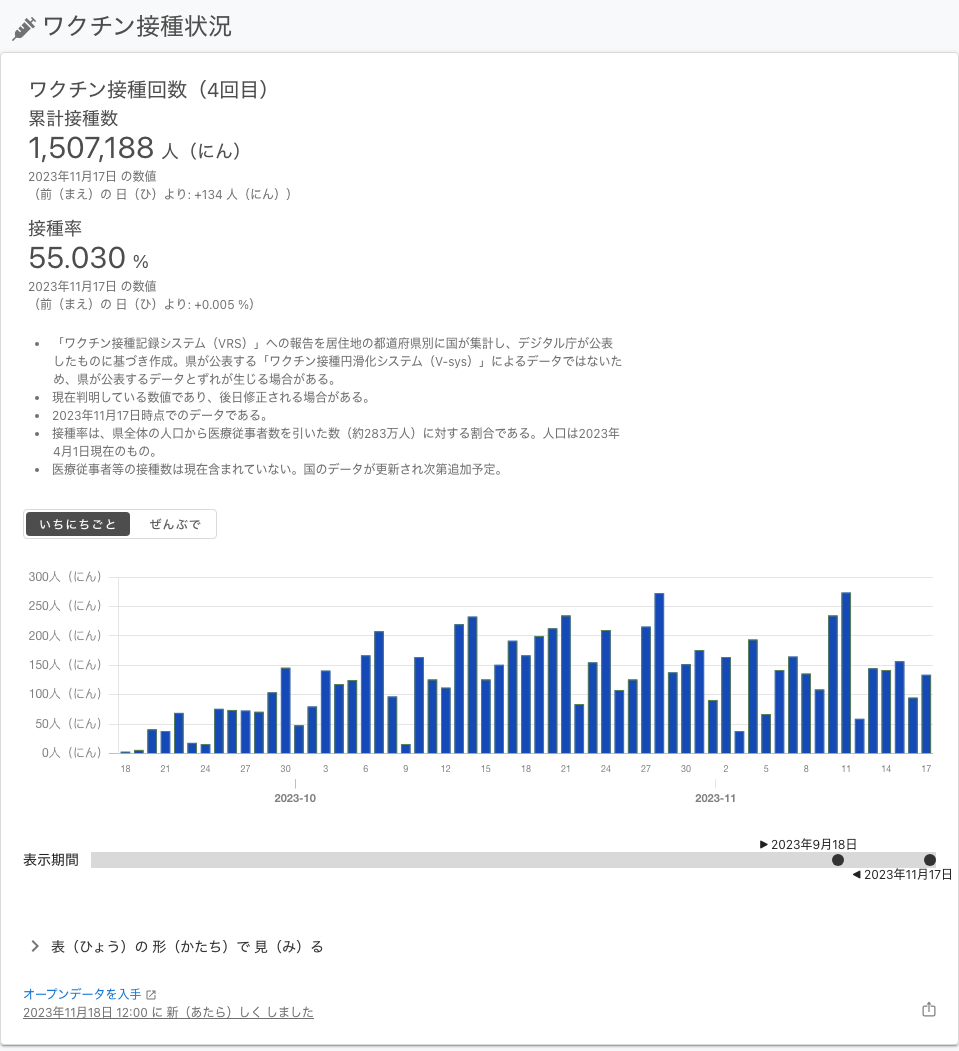 ワクチン接種状況
ワクチン接種回数（4回目）
累計接種数
1,507,188 人（にん）
2023年11月17日 の数値
（前（まえ）の 日（ひ）より: +134 人（にん））
接種率
55.030 %
2023年11月17日 の数値
（前（まえ）の 日（ひ）より: +0.005 %）
• 「ワクチン接種記録システム（VRS）」への報告を居住地の都道府県別に国が集計し、デジタル庁が公表
したものに基づき作成。県が公表する「ワクチン接種円滑化システム（V-sys）」によるデータではないた
め、県が公表するデータとずれが生じる場合がある。
• 現在判明している数値であり、後日修正される場合がある。
• 2023年11月17日時点でのデータである。
• 接種率は、県全体の人口から医療従事者数を引いた数（約283万人）に対する割合である。人口は2023年
4月1日現在のもの。
• 医療従事者等の接種数は現在含まれていない。国のデータが更新され次第追加予定。
いちにちごと ぜんぶで
300人（にん）
250人（にん）
200人（にん）
150人（にん）
100人（にん）
50人（にん）
0人（にん）
18 21 24 27 30 3 6 9 12 15 18 21 24 27 30 2 5 8 11 14 17
2023-10 2023-11
▶ 2023年9月18日
表示期間
◀ 2023年11月17日
表（ひょう）の 形（かたち）で 見（み）る
オープンデータを入手
2023年11月18日 12:00 に 新（あたら）しく しました